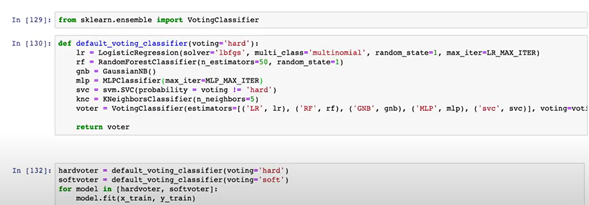 In [129]: from sklearn.ensemble import VotingClassifier
In [130]: def default_voting_classifier(voting='hard'):
lr = LogisticRegression(solver='lbfgs', multi_class='multinomial', random_state=1, max_iter=LR_MAX_ITER)
rf = RandomForestClassifier(n_estimators=50, random_state=1)
gnb = GaussianNB()
mlp = MLPClassifier(max_iter=MLP_MAX_ITER)
svc = svm.SVC(probability = voting != 'hard')
knc = KNeighborsClassifier(n_neighbors=5)
voter = VotingClassifier(estimators=[('LR', lr), ('RF', rf), ('GNB', gnb), ('MLP', mlp), ('svc', svc)], voting=voti
return voter
In [132]: hardvoter = default_voting_classifier(voting='hard')
softvoter = default_voting_classifier(voting='soft')
for model in [hardvoter, softvoter]:
model.fit(x_train, y_train)